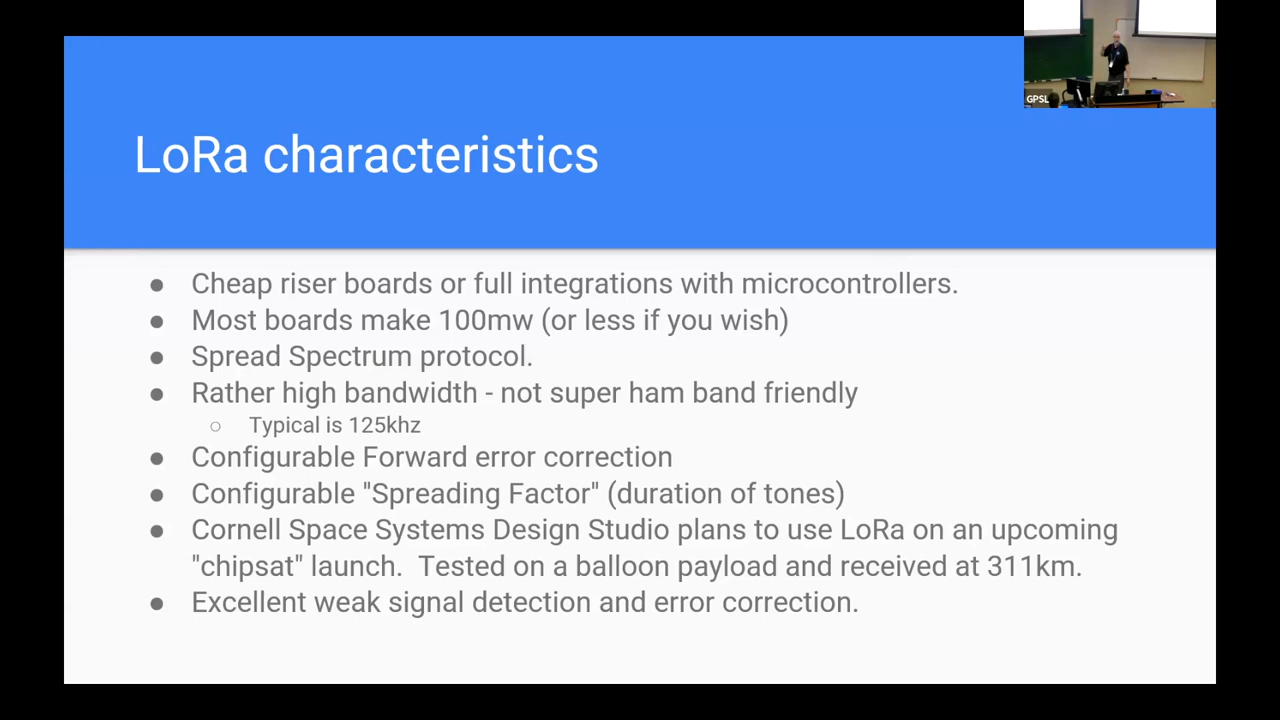 GPSL
LoRa characteristics
● Cheap riser boards or full integrations with microcontrollers.
● Most boards make 100mw (or less if you wish)
● Spread Spectrum protocol.
● Rather high bandwidth - not super ham band friendly
○ Typical is 125khz
● Configurable Forward error correction
● Configurable "Spreading Factor" (duration of tones)
● Cornell Space Systems Design Studio plans to use LoRa on an upcoming
"chipsat" launch.  Tested on a balloon payload and received at 311km.
● Excellent weak signal detection and error correction.